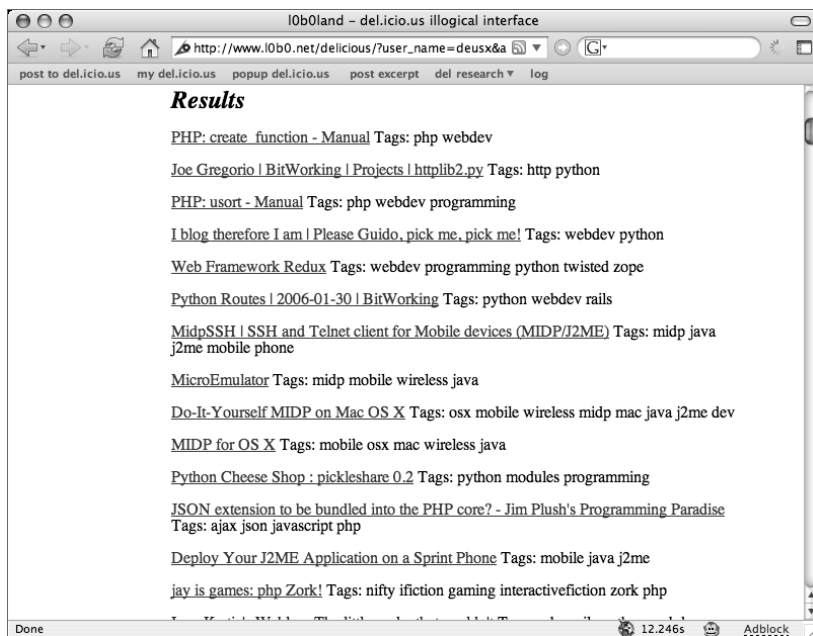 l0b0land – del.icio.us illogical interface
http://www.l0b0.net/delicious/?user_name=deusx&a
G
post to del.icio.us my del.icio.us popup del.icio.us post excerpt del research log
Results
PHP: create_function - Manual Tags: php webdev
Joe Gregorio | BitWorking | Projects | httplib2.py Tags: http python
PHP: usort - Manual Tags: php webdev programming
I blog therefore I am | Please Guido, pick me, pick me! Tags: webdev python
Web Framework Redux Tags: webdev programming python twisted zope
Python Routes | 2006-01-30 | BitWorking Tags: python webdev rails
MidpSSH | SSH and Telnet client for Mobile devices (MIDP/J2ME) Tags: midp java
j2me mobile phone
MicroEmulator Tags: midp mobile wireless java
Do-It-Yourself MIDP on Mac OS X Tags: osx mobile wireless midp mac java j2me dev
MIDP for OS X Tags: mobile osx mac wireless java
Python Cheese Shop : pickleshare 0.2 Tags: python modules programming
JSON extension to be bundled into the PHP core? - Jim Plush's Programming Paradise
Tags: ajax json javascript php
Deploy Your J2ME Application on a Sprint Phone Tags: mobile java j2me
jay is games: php Zork! Tags: nifty ifiction gaming interactivefiction zork php
Done 12.246s Adblock